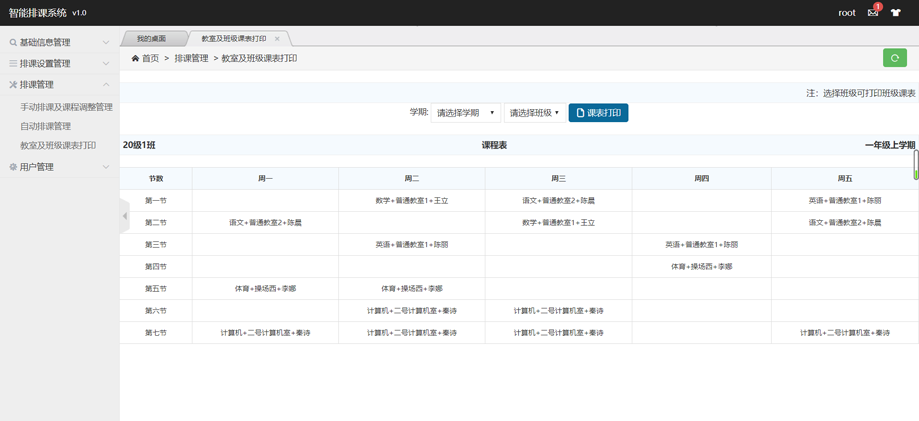 智能排课系统 v1.0
root 1
基础信息管理
排课设置管理
排课管理
手动排课及课程调整管理
自动排课管理
教室及班级课表打印
用户管理
我的桌面 教室及班级课表打印 ×
首页 > 排课管理 > 教室及班级课表打印
注：选择班级可打印班级课表
学期: 请选择学期 请选择班级 课表打印
20级1班 课程表 一年级上学期
节数 周一 周二 周三 周四 周五
第一节 数学+普通教室1+王立 语文+普通教室2+陈晨 英语+普通教室1+陈丽
第二节 语文+普通教室2+陈晨 数学+普通教室1+王立 语文+普通教室2+陈晨
第三节 英语+普通教室1+陈丽 英语+普通教室1+陈丽
第四节 体育+操场西+李娜
第五节 体育+操场西+李娜 体育+操场西+李娜
第六节 计算机+二号计算机室+秦诗 计算机+二号计算机室+秦诗
第七节 计算机+二号计算机室+秦诗 计算机+二号计算机室+秦诗 计算机+二号计算机室+秦诗 计算机+二号计算机室+秦诗